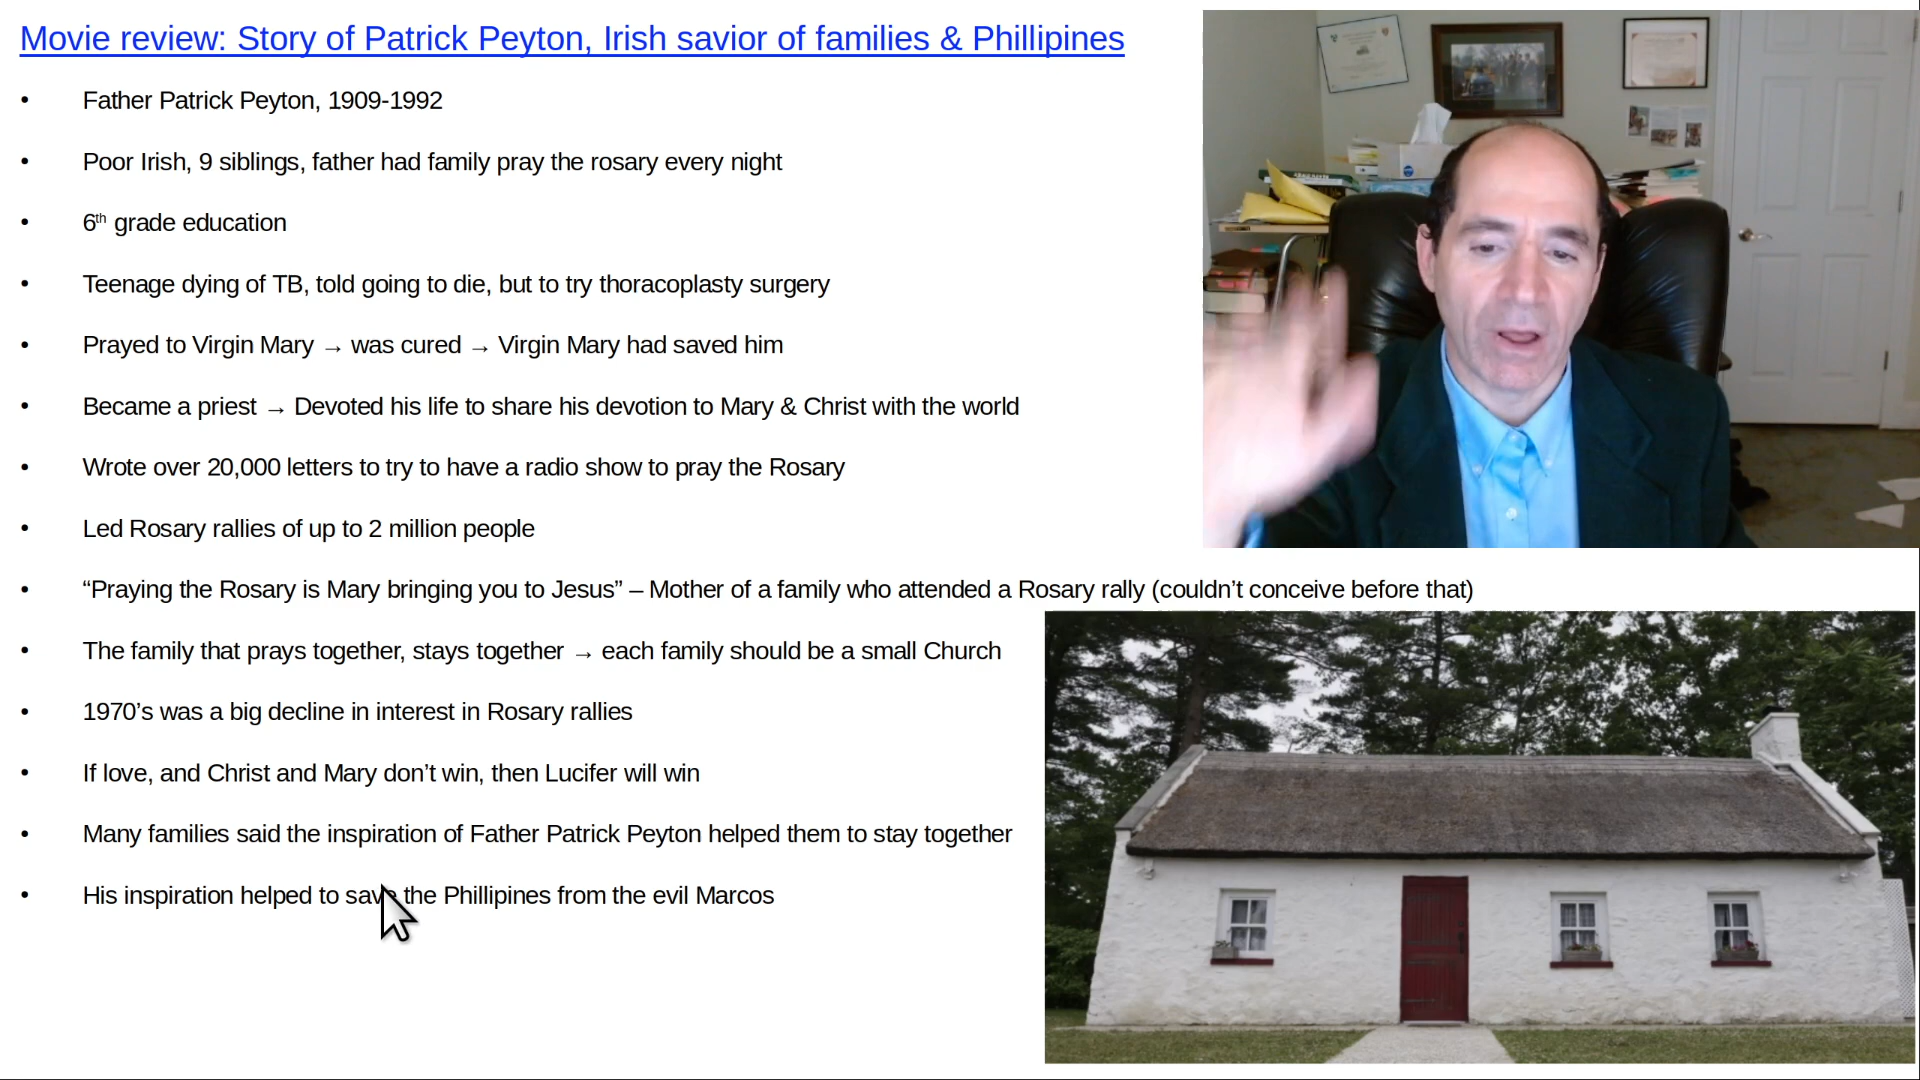 Movie review: Story of Patrick Peyton, Irish savior of families & Phillipines
• Father Patrick Peyton, 1909-1992
• Poor Irish, 9 siblings, father had family pray the rosary every night
• 6th grade education
• Teenage dying of TB, told going to die, but to try thoracoplasty surgery
• Prayed to Virgin Mary → was cured → Virgin Mary had saved him
• Became a priest → Devoted his life to share his devotion to Mary & Christ with the world
• Wrote over 20,000 letters to try to have a radio show to pray the Rosary
• Led Rosary rallies of up to 2 million people
• “Praying the Rosary is Mary bringing you to Jesus” – Mother of a family who attended a Rosary rally (couldn’t conceive before that)
• The family that prays together, stays together → each family should be a small Church
• 1970’s was a big decline in interest in Rosary rallies
• If love, and Christ and Mary don’t win, then Lucifer will win
• Many families said the inspiration of Father Patrick Peyton helped them to stay together
• His inspiration helped to save the Phillipines from the evil Marcos